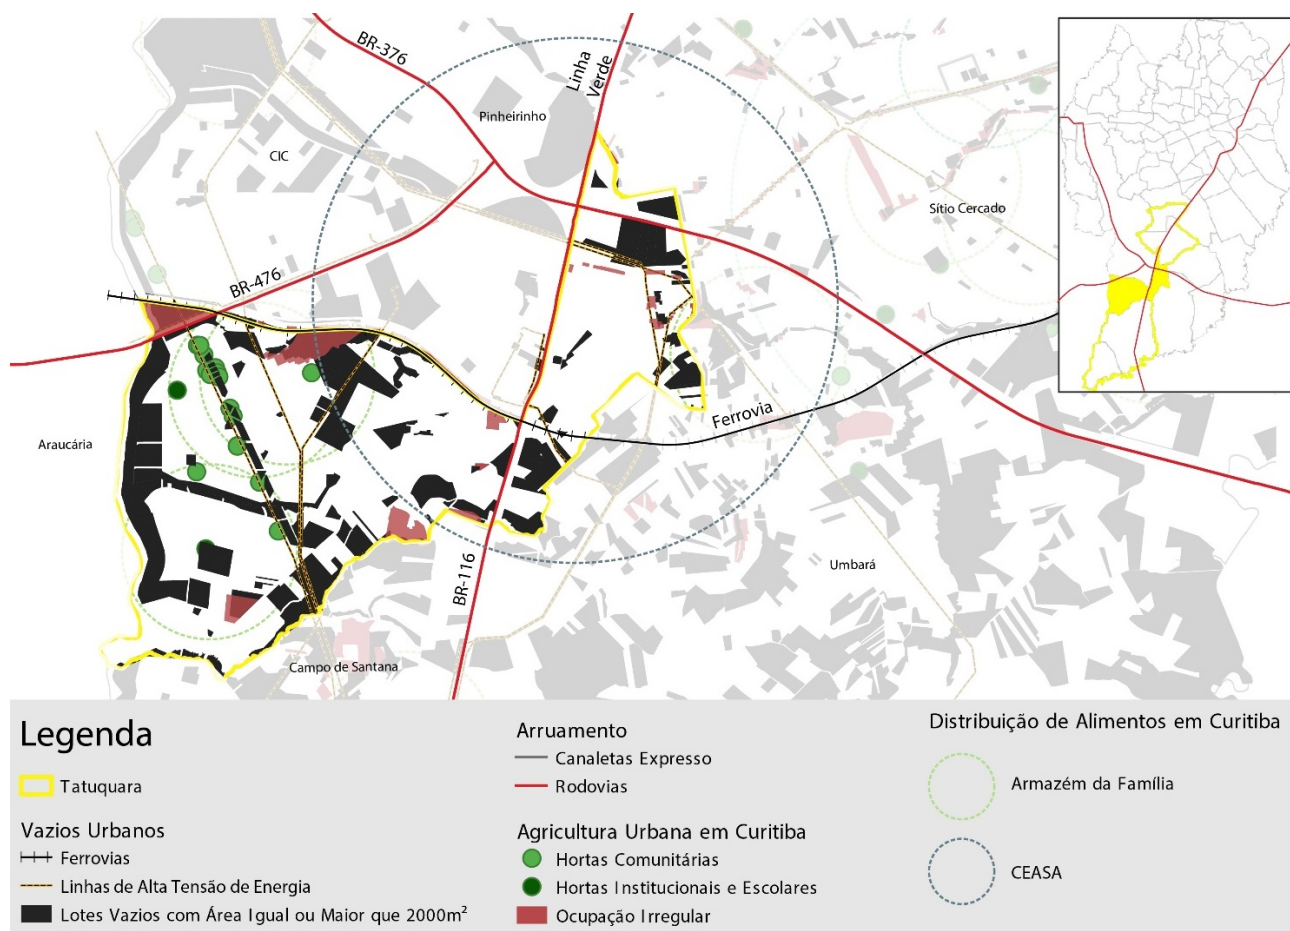 BR-376
Linha
Verde
Pinheirinho
CIC
Sítio Cercado
BR-476
Ferrovia
Araucária
Umbará
BR-116
Campo de Santana
Legenda
Tatuquara
Vazios Urbanos
Ferrovias
Linhas de Alta Tensão de Energia
Lotes Vazios com Área Igual ou Maior que 2000m²
Arruamento
Canaletas Expresso
Rodovias
Agricultura Urbana em Curitiba
Hortas Comunitárias
Hortas Institucionais e Escolares
Ocupação Irregular
Distribuição de Alimentos em Curitiba
Armazém da Família
CEASA